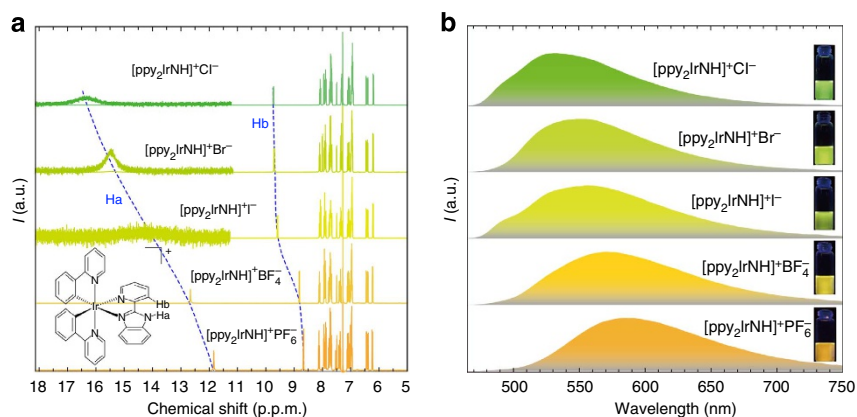 a
[ppy₂IrNH]⁺Cl⁻
Hb
[ppy₂IrNH]⁺Br⁻
Ha
[ppy₂IrNH]⁺I⁻
+
[ppy₂IrNH]⁺BF₄⁻
N
N
Hb
Ir
N-Ha
N
N
[ppy₂IrNH]⁺PF₆⁻
I (a.u.)
18 17 16 15 14 13 12 11 10 9 8 7 6 5
Chemical shift (p.p.m.)
b
[ppy₂IrNH]⁺Cl⁻
[ppy₂IrNH]⁺Br⁻
[ppy₂IrNH]⁺I⁻
[ppy₂IrNH]⁺BF₄⁻
[ppy₂IrNH]⁺PF₆⁻
I (a.u.)
500 550 600 650 700 750
Wavelength (nm)